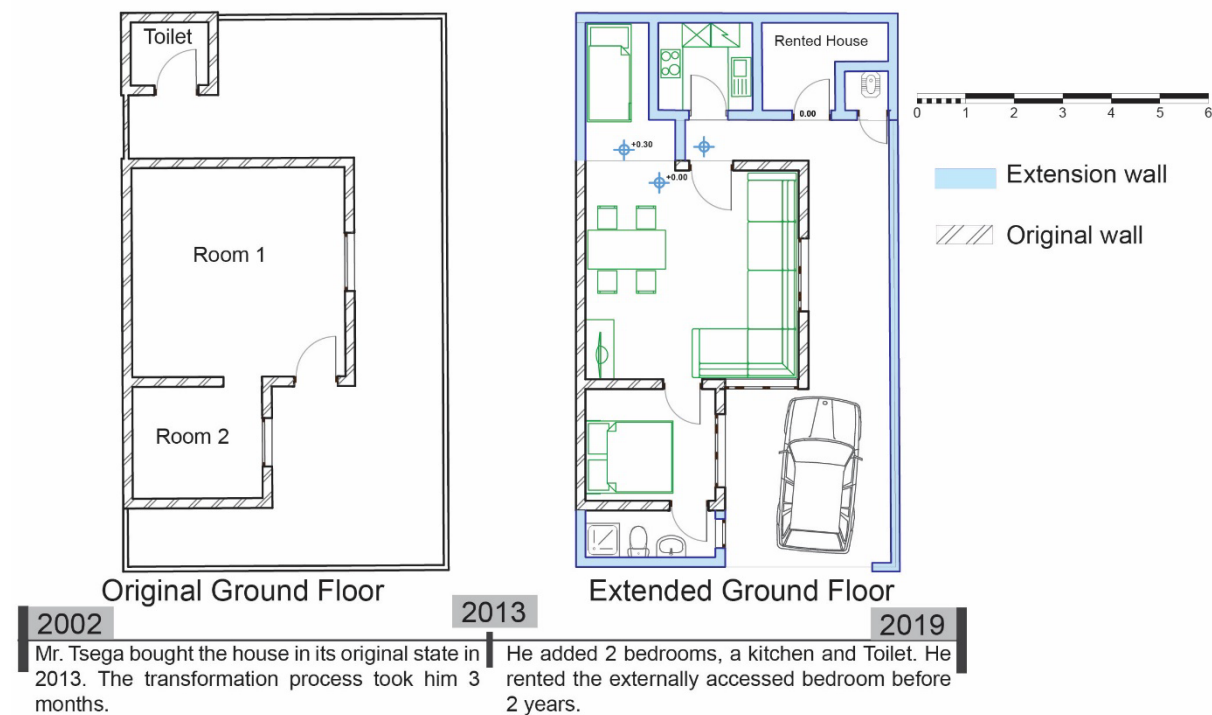 Toilet
Room 1
Room 2
Rented House
0.00
+0.30
+0.00
0 1 2 3 4 5 6
Extension wall
Original wall
Original Ground Floor
Extended Ground Floor
2002
2013
2019
Mr. Tsega bought the house in its original state in
2013. The transformation process took him 3
months.
He added 2 bedrooms, a kitchen and Toilet. He
rented the externally accessed bedroom before
2 years.